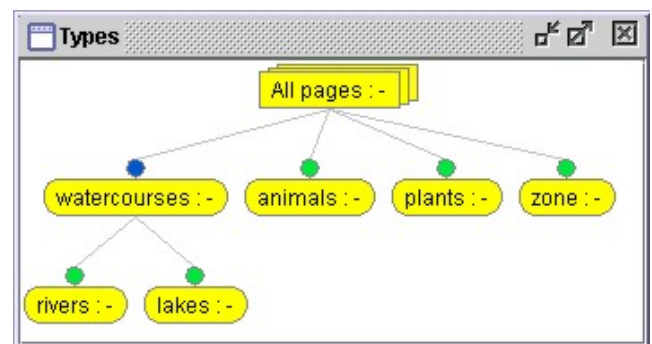 Types
All pages : -
watercourses : - animals : - plants : - zone : -
rivers : - lakes : -